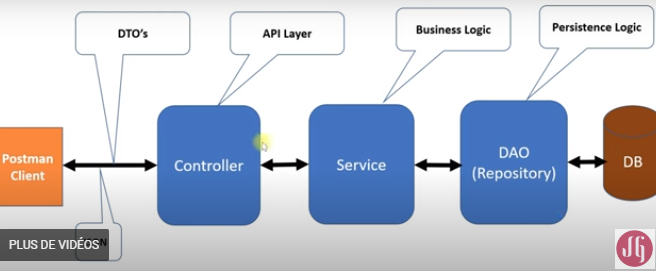 DTO's
API Layer
Business Logic
Persistence Logic
Postman
Client
Controller
Service
DAO
(Repository)
DB
PLUS DE VIDÉOS